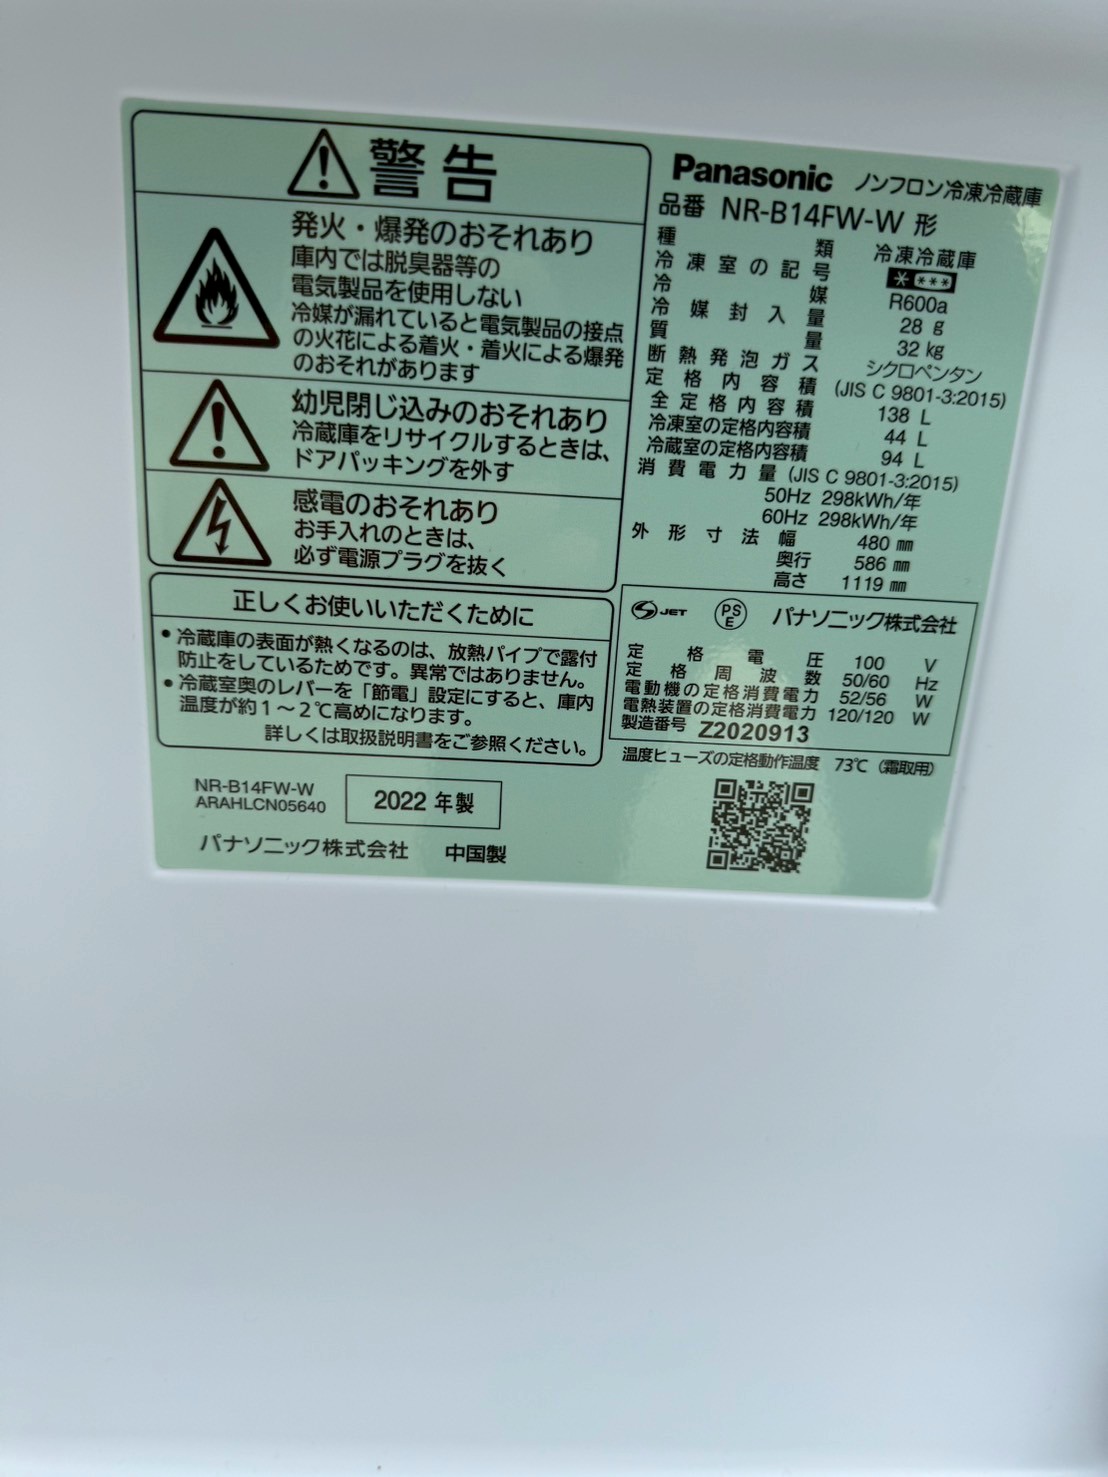 警告
発火・爆発のおそれあり
庫内では脱臭器等の
電気製品を使用しない
冷媒が漏れていると電気製品の接点
の火花による着火・着火による爆発
のおそれがあります
幼児閉じ込みのおそれあり
冷蔵庫をリサイクルするときは、
ドアパッキングを外す
感電のおそれあり
お手入れのときは、
必ず電源プラグを抜く
正しくお使いいただくために
・冷蔵庫の表面が熱くなるのは、放熱パイプで露付
防止をしているためです。異常ではありません。
・冷蔵室奥のレバーを「節電」設定にすると、庫内
温度が約1～2℃高めになります。
詳しくは取扱説明書をご参照ください。
NR-B14FW-W
ARAHLCN05640
2022年製
パナソニック株式会社 中国製
Panasonic ノンフロン冷凍冷蔵庫
品番 NR-B14FW-W 形
種類 冷凍冷蔵庫
冷凍室の記号 * ***
冷媒 R600a
冷媒封入量 28 g
質量 32 kg
断熱発泡ガス シクロペンタン
定格内容積 (JIS C 9801-3:2015)
全定格内容積 138 L
冷凍室の定格内容積 44 L
冷蔵室の定格内容積 94 L
消費電力量 (JIS C 9801-3:2015)
50Hz 298kWh/年
60Hz 298kWh/年
外形寸法 幅 480 mm
奥行 586 mm
高さ 1119 mm
S JET PS E パナソニック株式会社
定格電圧 100 V
定格周波数 50/60 Hz
電動機の定格消費電力 52/56 W
電熱装置の定格消費電力 120/120 W
製造番号 Z2020913
温度ヒューズの定格動作温度 73℃ (霜取用)